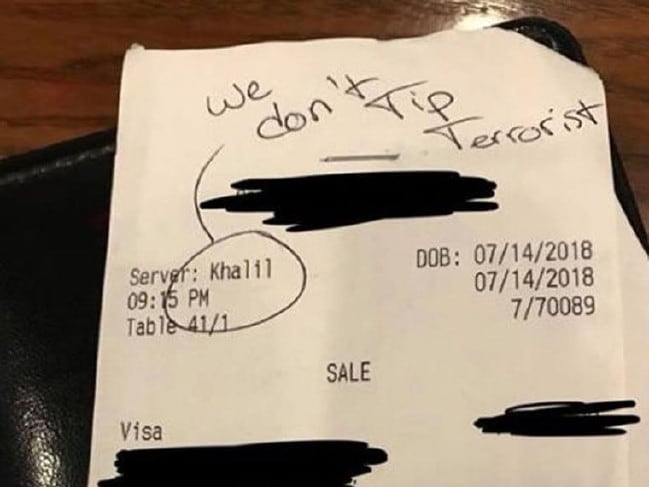 We
don't Tip
Terrorist
Server: Khalil
DOB: 07/14/2018
09:15 PM
07/14/2018
Table 41/1
7/70089
SALE
Visa